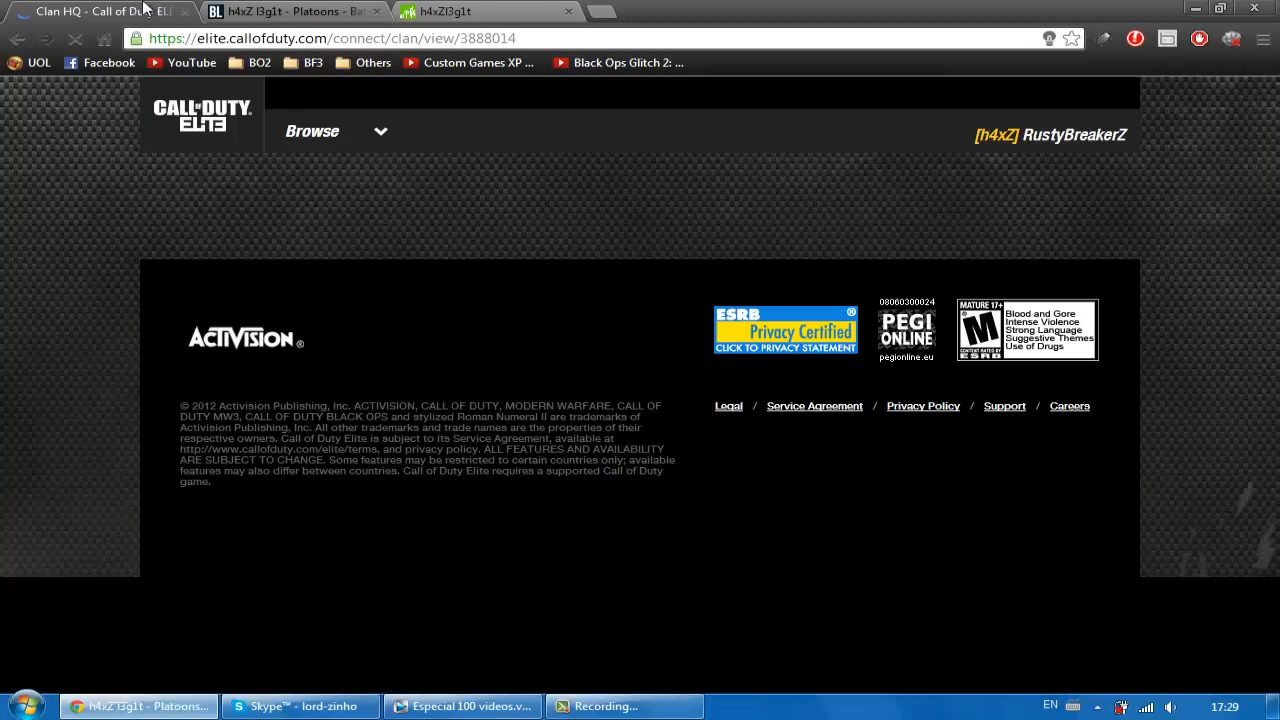 Clan HQ - Call of Duty ELI
h4xZ l3g1t - Platoons - Bat
h4xZl3g1t
https://elite.callofduty.com/connect/clan/view/3888014
UOL
Facebook
YouTube
BO2
BF3
Others
Custom Games XP ...
Black Ops Glitch 2: ...
CALL OF DUTY
ELITE
Browse
[h4xZ] RustyBreakerZ
ACTIVISION®
ESRB ®
Privacy Certified
CLICK TO PRIVACY STATEMENT
08060300024
PEGI
ONLINE
pegionline.eu
MATURE 17+
M
ESRB
Blood and Gore
Intense Violence
Strong Language
Suggestive Themes
Use of Drugs
Legal / Service Agreement / Privacy Policy / Support / Careers
© 2012 Activision Publishing, Inc. ACTIVISION, CALL OF DUTY, MODERN WARFARE, CALL OF
DUTY MW3, CALL OF DUTY BLACK OPS and stylized Roman Numeral II are trademarks of
Activision Publishing, Inc. All other trademarks and trade names are the properties of their
respective owners. Call of Duty Elite is subject to its Service Agreement, available at
http://www.callofduty.com/elite/terms, and privacy policy. ALL FEATURES AND AVAILABILITY
ARE SUBJECT TO CHANGE. Some features may be restricted to certain countries only; available
features may also differ between countries. Call of Duty Elite requires a supported Call of Duty
game.
h4xZ l3g1t - Platoons...
Skype™ - lord-zinho
Especial 100 videos.v...
Recording...
EN
17:29